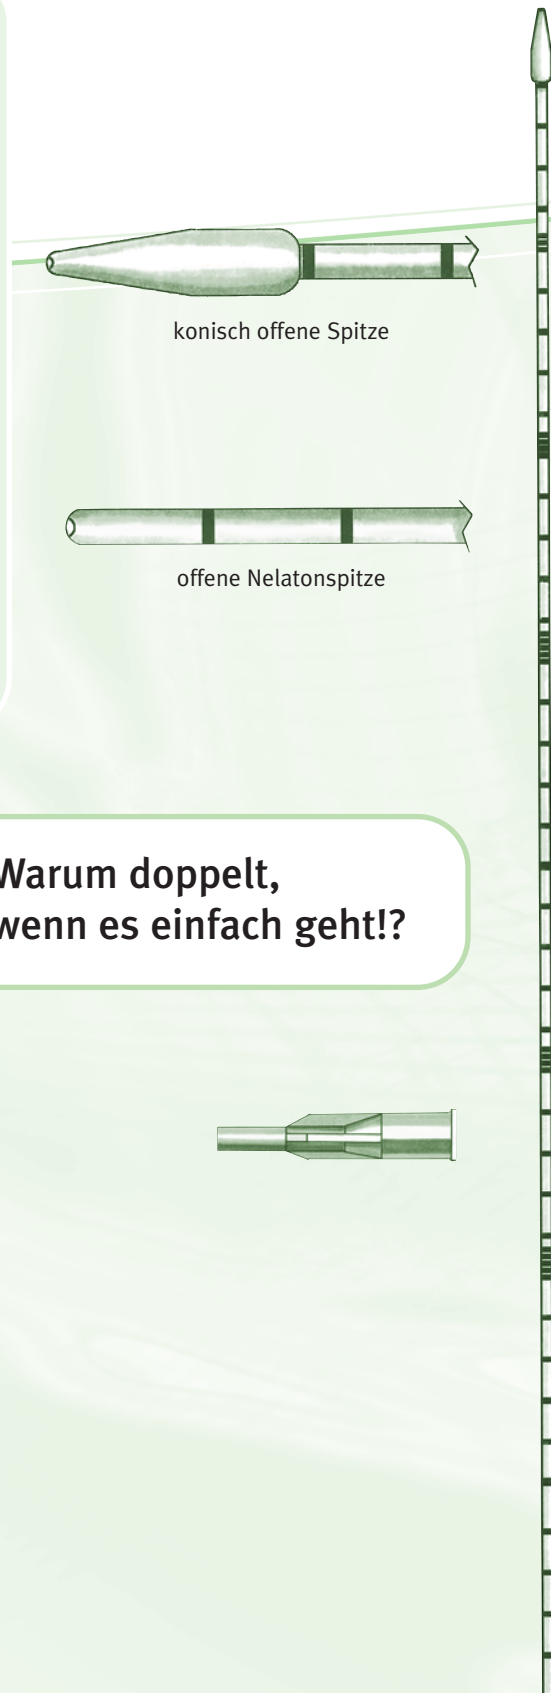 konisch offene Spitze
offene Nelatonspitze
Warum doppelt,
wenn es einfach geht!?